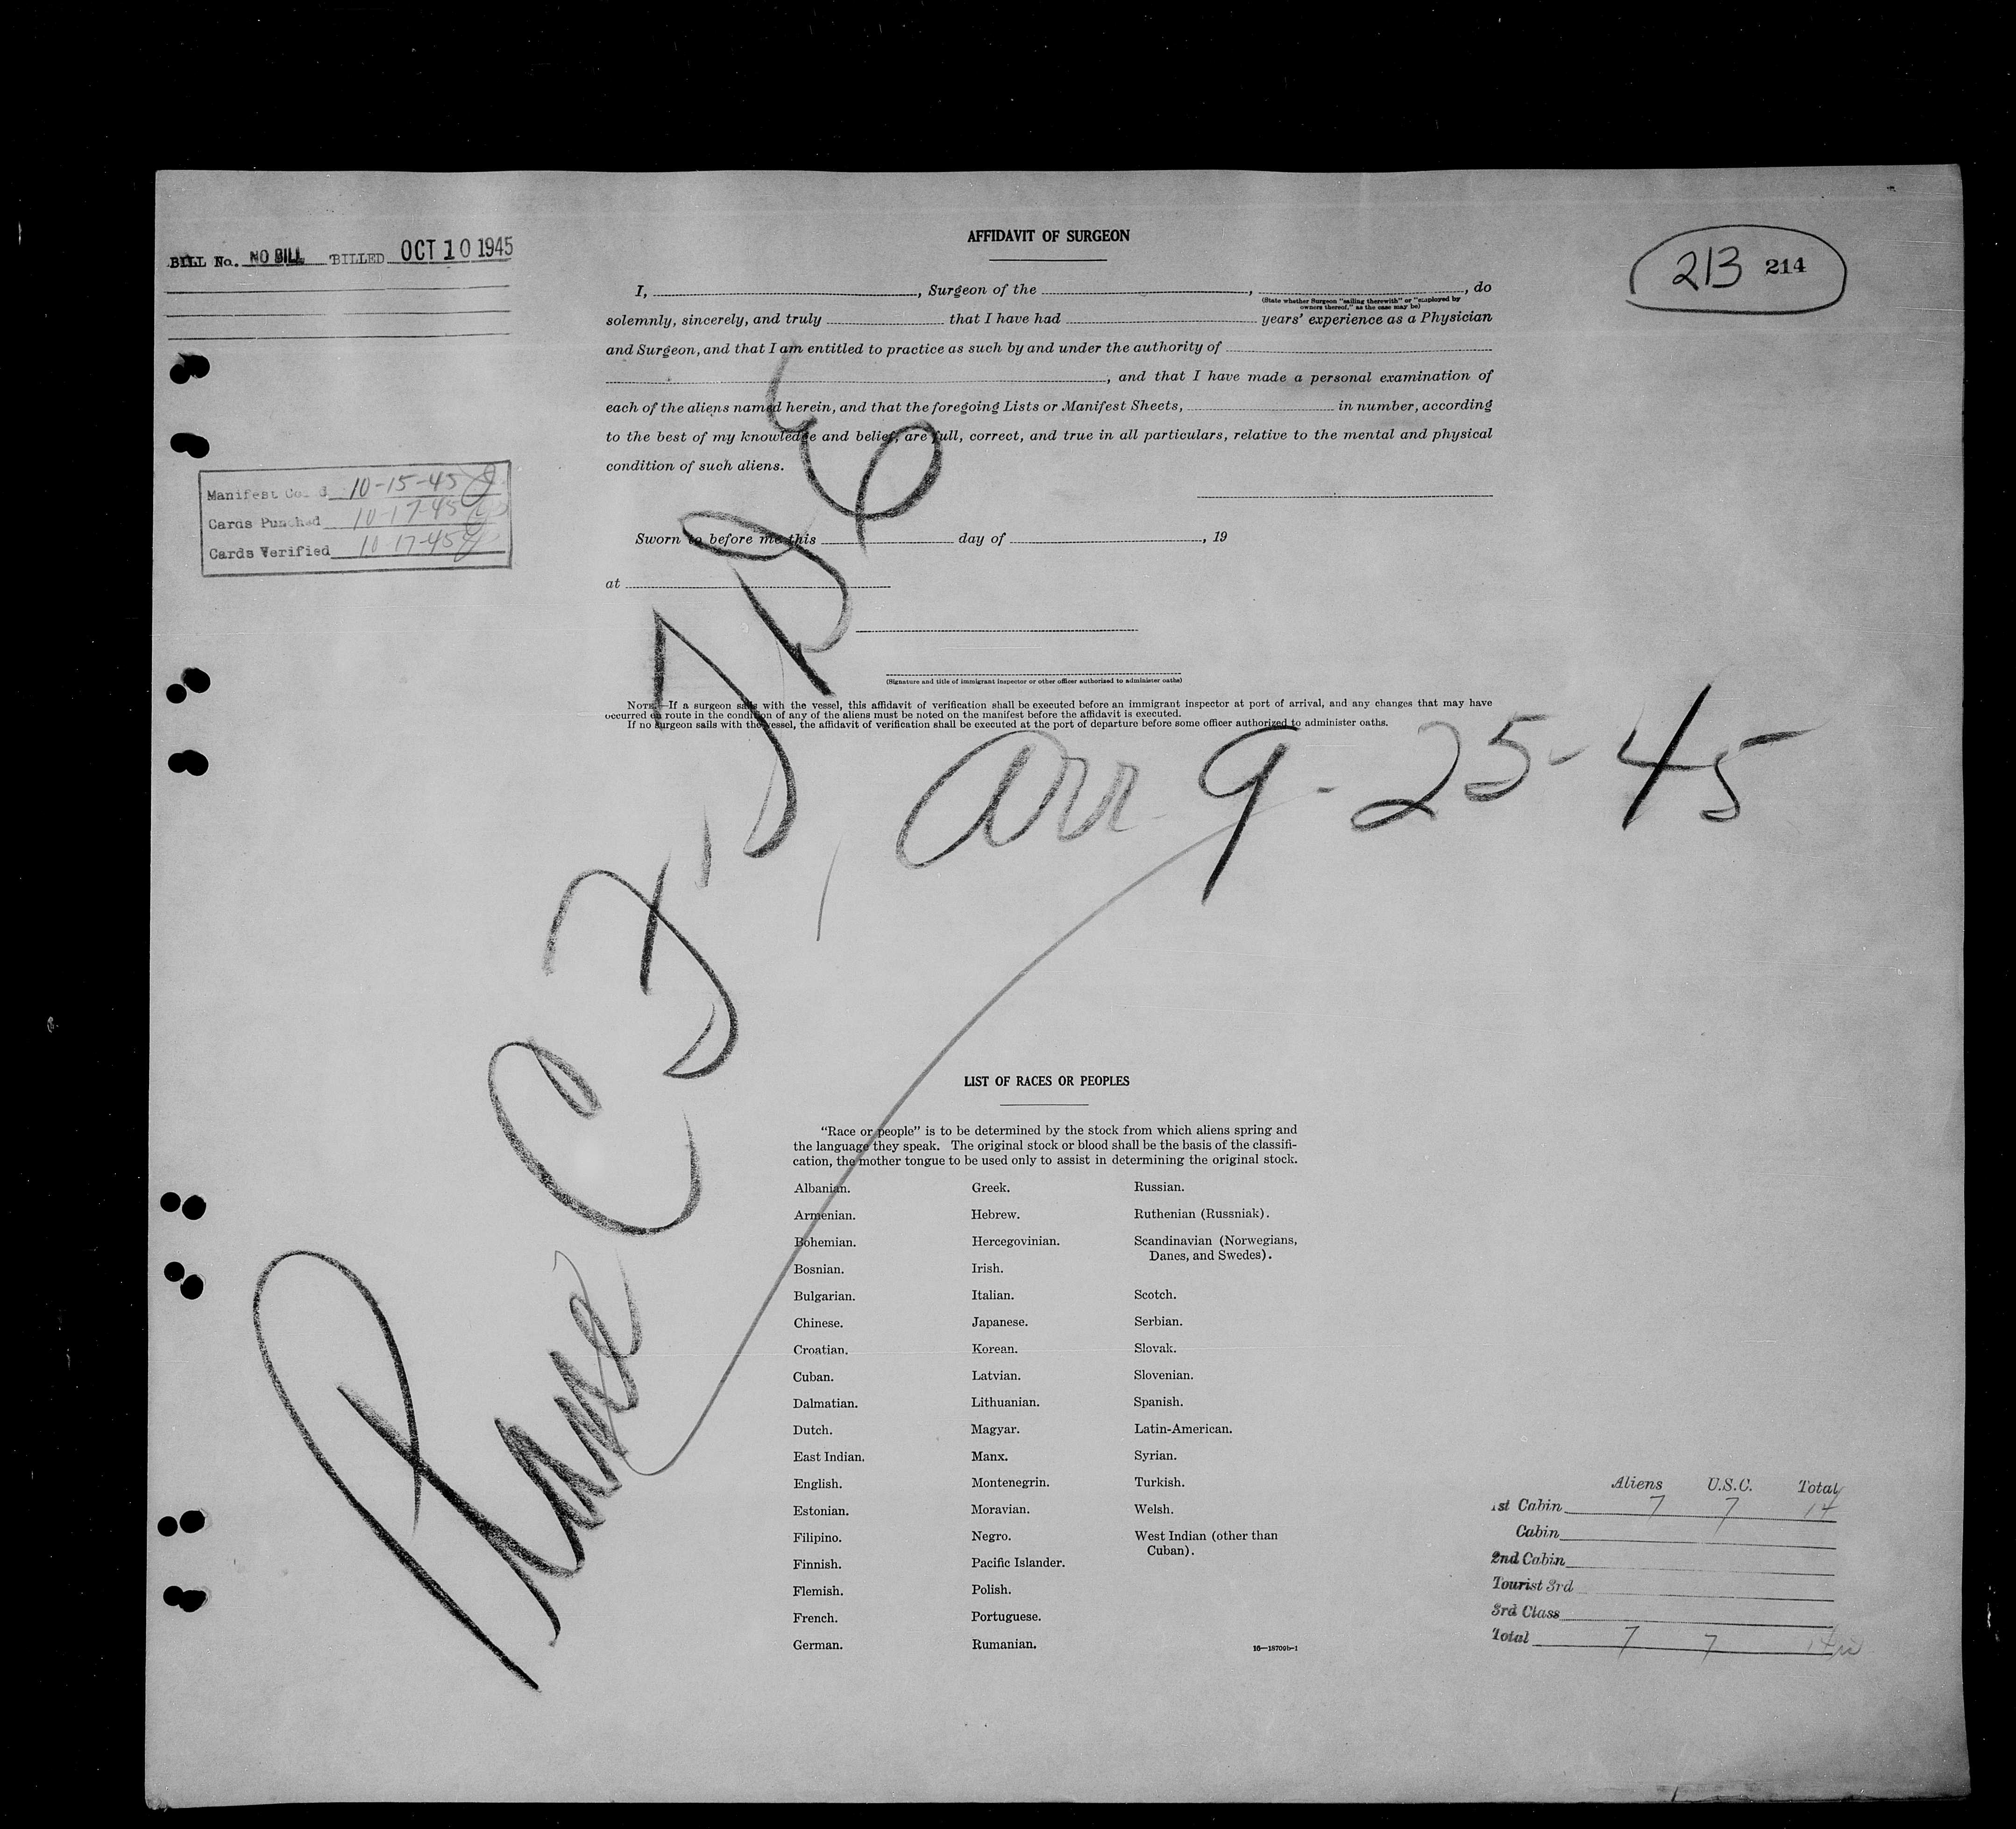 BILL No. NO BILL BILLED OCT 10 1945
AFFIDAVIT OF SURGEON
213 214
I, , Surgeon of the , , do
(State whether Surgeon "sailing therewith" or "employed by owners thereof," as the case may be)
solemnly, sincerely, and truly that I have had years' experience as a Physician
and Surgeon, and that I am entitled to practice as such by and under the authority of
, and that I have made a personal examination of
each of the aliens named herein, and that the foregoing Lists or Manifest Sheets, in number, according
to the best of my knowledge and belief, are full, correct, and true in all particulars, relative to the mental and physical
condition of such aliens.
Manifest Co d 10-15-45
Cards Punched 10-17-45
Cards Verified 10-17-45
Sworn to before me this day of , 19
at
(Signature and title of immigrant inspector or other officer authorized to administer oaths)
NOTE.—If a surgeon sails with the vessel, this affidavit of verification shall be executed before an immigrant inspector at port of arrival, and any changes that may have
occurred en route in the condition of any of the aliens must be noted on the manifest before the affidavit is executed.
If no surgeon sails with the vessel, the affidavit of verification shall be executed at the port of departure before some officer authorized to administer oaths.
Plane CF-, arr 9-25-45
LIST OF RACES OR PEOPLES
"Race or people" is to be determined by the stock from which aliens spring and
the language they speak. The original stock or blood shall be the basis of the classifi-
cation, the mother tongue to be used only to assist in determining the original stock.
Albanian.
Armenian.
Bohemian.
Bosnian.
Bulgarian.
Chinese.
Croatian.
Cuban.
Dalmatian.
Dutch.
East Indian.
English.
Estonian.
Filipino.
Finnish.
Flemish.
French.
German.
Greek.
Hebrew.
Hercegovinian.
Irish.
Italian.
Japanese.
Korean.
Latvian.
Lithuanian.
Magyar.
Manx.
Montenegrin.
Moravian.
Negro.
Pacific Islander.
Polish.
Portuguese.
Rumanian.
Russian.
Ruthenian (Russniak).
Scandinavian (Norwegians,
Danes, and Swedes).
Scotch.
Serbian.
Slovak.
Slovenian.
Spanish.
Latin-American.
Syrian.
Turkish.
Welsh.
West Indian (other than
Cuban).
16—18709b-1
Aliens U.S.C. Total
1st Cabin 7 7 14
Cabin
2nd Cabin
Tourist 3rd
3rd Class
Total 7 7 14